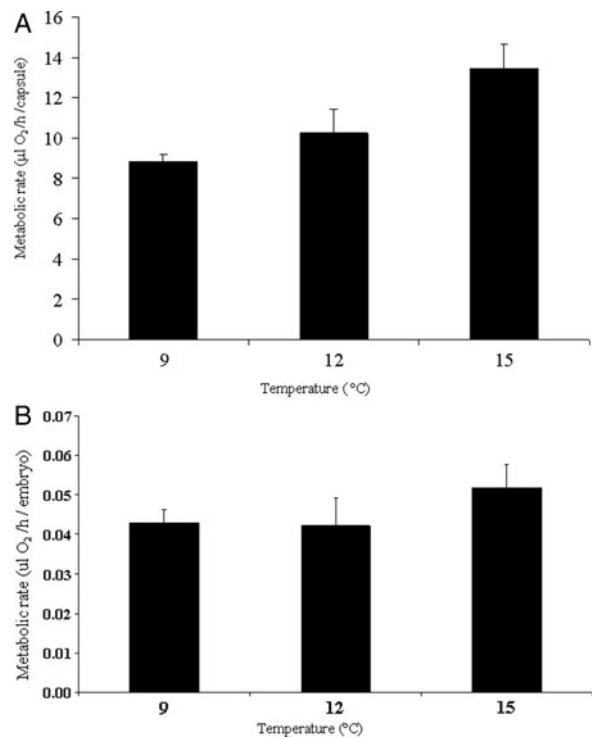 A
Metabolic rate (µl O₂/h /capsule)
16
14
12
10
8
6
4
2
0
9 12 15
Temperature (°C)
B
Metabolic rate (ul O₂ /h / embryo)
0.07
0.06
0.05
0.04
0.03
0.02
0.01
0.00
9 12 15
Temperature (°C)